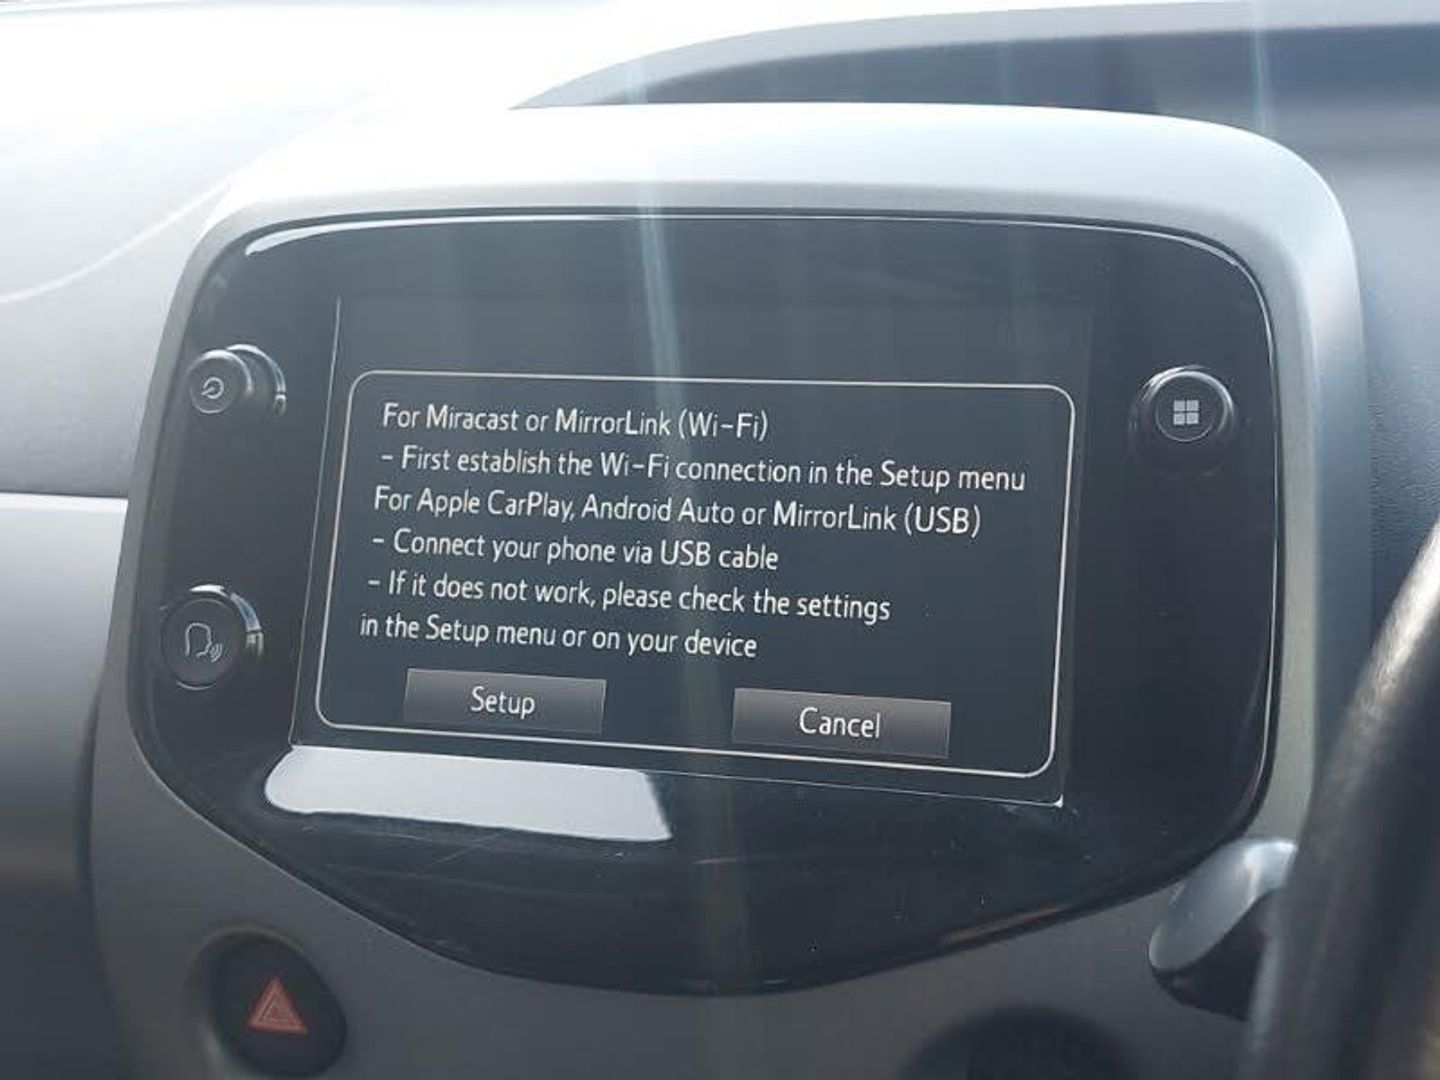 For Miracast or MirrorLink (Wi-Fi)
- First establish the Wi-Fi connection in the Setup menu
For Apple CarPlay, Android Auto or MirrorLink (USB)
- Connect your phone via USB cable
- If it does not work, please check the settings
in the Setup menu or on your device
Setup
Cancel